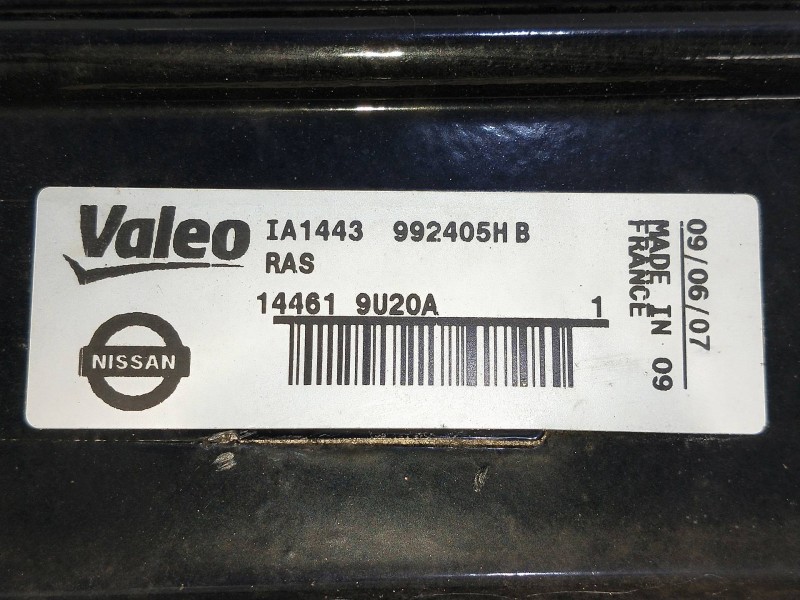 Valeo
IA1443 992405H B
RAS
14461 9U20A 1
NISSAN
MADE IN 09
FRANCE
09/06/07